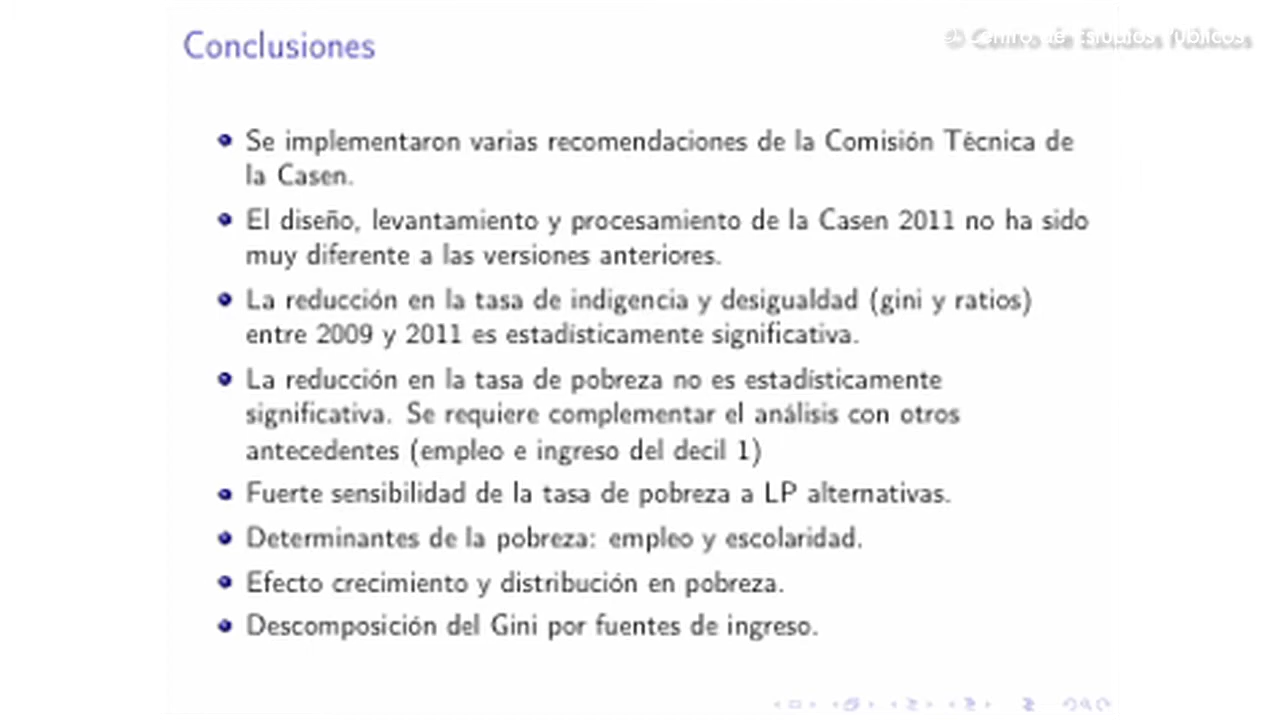 Conclusiones
© Centro de Estudios Públicos
Se implementaron varias recomendaciones de la Comisión Técnica de
la Casen.
El diseño, levantamiento y procesamiento de la Casen 2011 no ha sido
muy diferente a las versiones anteriores.
La reducción en la tasa de indigencia y desigualdad (gini y ratios)
entre 2009 y 2011 es estadísticamente significativa.
La reducción en la tasa de pobreza no es estadísticamente
significativa. Se requiere complementar el análisis con otros
antecedentes (empleo e ingreso del decil 1)
Fuerte sensibilidad de la tasa de pobreza a LP alternativas.
Determinantes de la pobreza: empleo y escolaridad.
Efecto crecimiento y distribución en pobreza.
Descomposición del Gini por fuentes de ingreso.